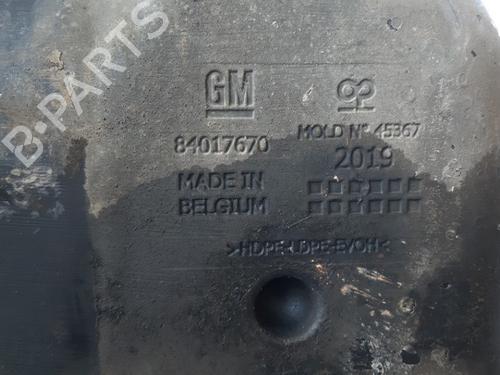 B-PARTS
GM
84017670
MADE IN
BELGIUM
MOLD Nº 45367
2019
>HDPE-LDPE-EVOH<